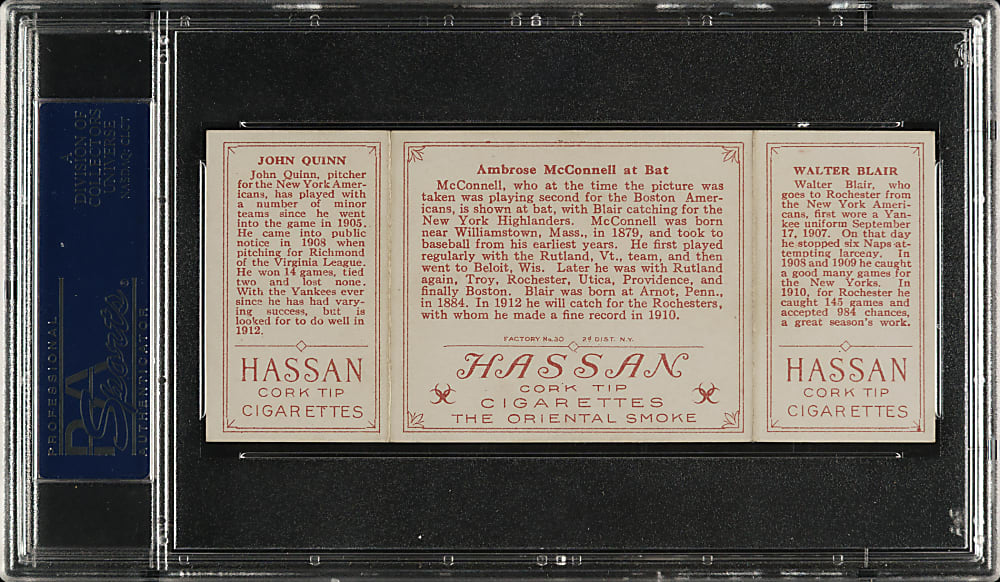 A
DIVISION OF
COLLECTORS
UNIVERSE
NASDAQ: CLCT
PROFESSIONAL
PSA
Sports
AUTHENTICATOR
JOHN QUINN
John Quinn, pitcher
for the New York Amer-
icans, has played with
a number of minor
teams since he went
into the game in 1905.
He came into public
notice in 1908 when
pitching for Richmond
of the Virginia League.
He won 14 games, tied
two and lost none.
With the Yankees ever
since he has had vary-
ing success, but is
looked for to do well in
1912.
HASSAN
CORK TIP
CIGARETTES
Ambrose McConnell at Bat
McConnell, who at the time the picture was
taken was playing second for the Boston Amer-
icans, is shown at bat, with Blair catching for the
New York Highlanders. McConnell was born
near Williamstown, Mass., in 1879, and took to
baseball from his earliest years. He first played
regularly with the Rutland, Vt., team, and then
went to Beloit, Wis. Later he was with Rutland
again, Troy, Rochester, Utica, Providence, and
finally Boston. Blair was born at Arnot, Penn.,
in 1884. In 1912 he will catch for the Rochesters,
with whom he made a fine record in 1910.
FACTORY No. 30 2d DIST. N.Y.
HASSAN
CORK TIP
CIGARETTES
THE ORIENTAL SMOKE
WALTER BLAIR
Walter Blair, who
goes to Rochester from
the New York Ameri-
cans, first wore a Yan-
kee uniform September
17, 1907. On that day
he stopped six Naps at-
tempting larceny. In
1908 and 1909 he caught
a good many games for
the New Yorks. In
1910, for Rochester he
caught 145 games and
accepted 984 chances,
a great season's work.
HASSAN
CORK TIP
CIGARETTES